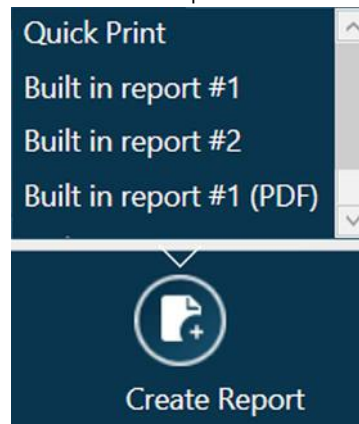 Quick Print
Built in report #1
Built in report #2
Built in report #1 (PDF)
Create Report